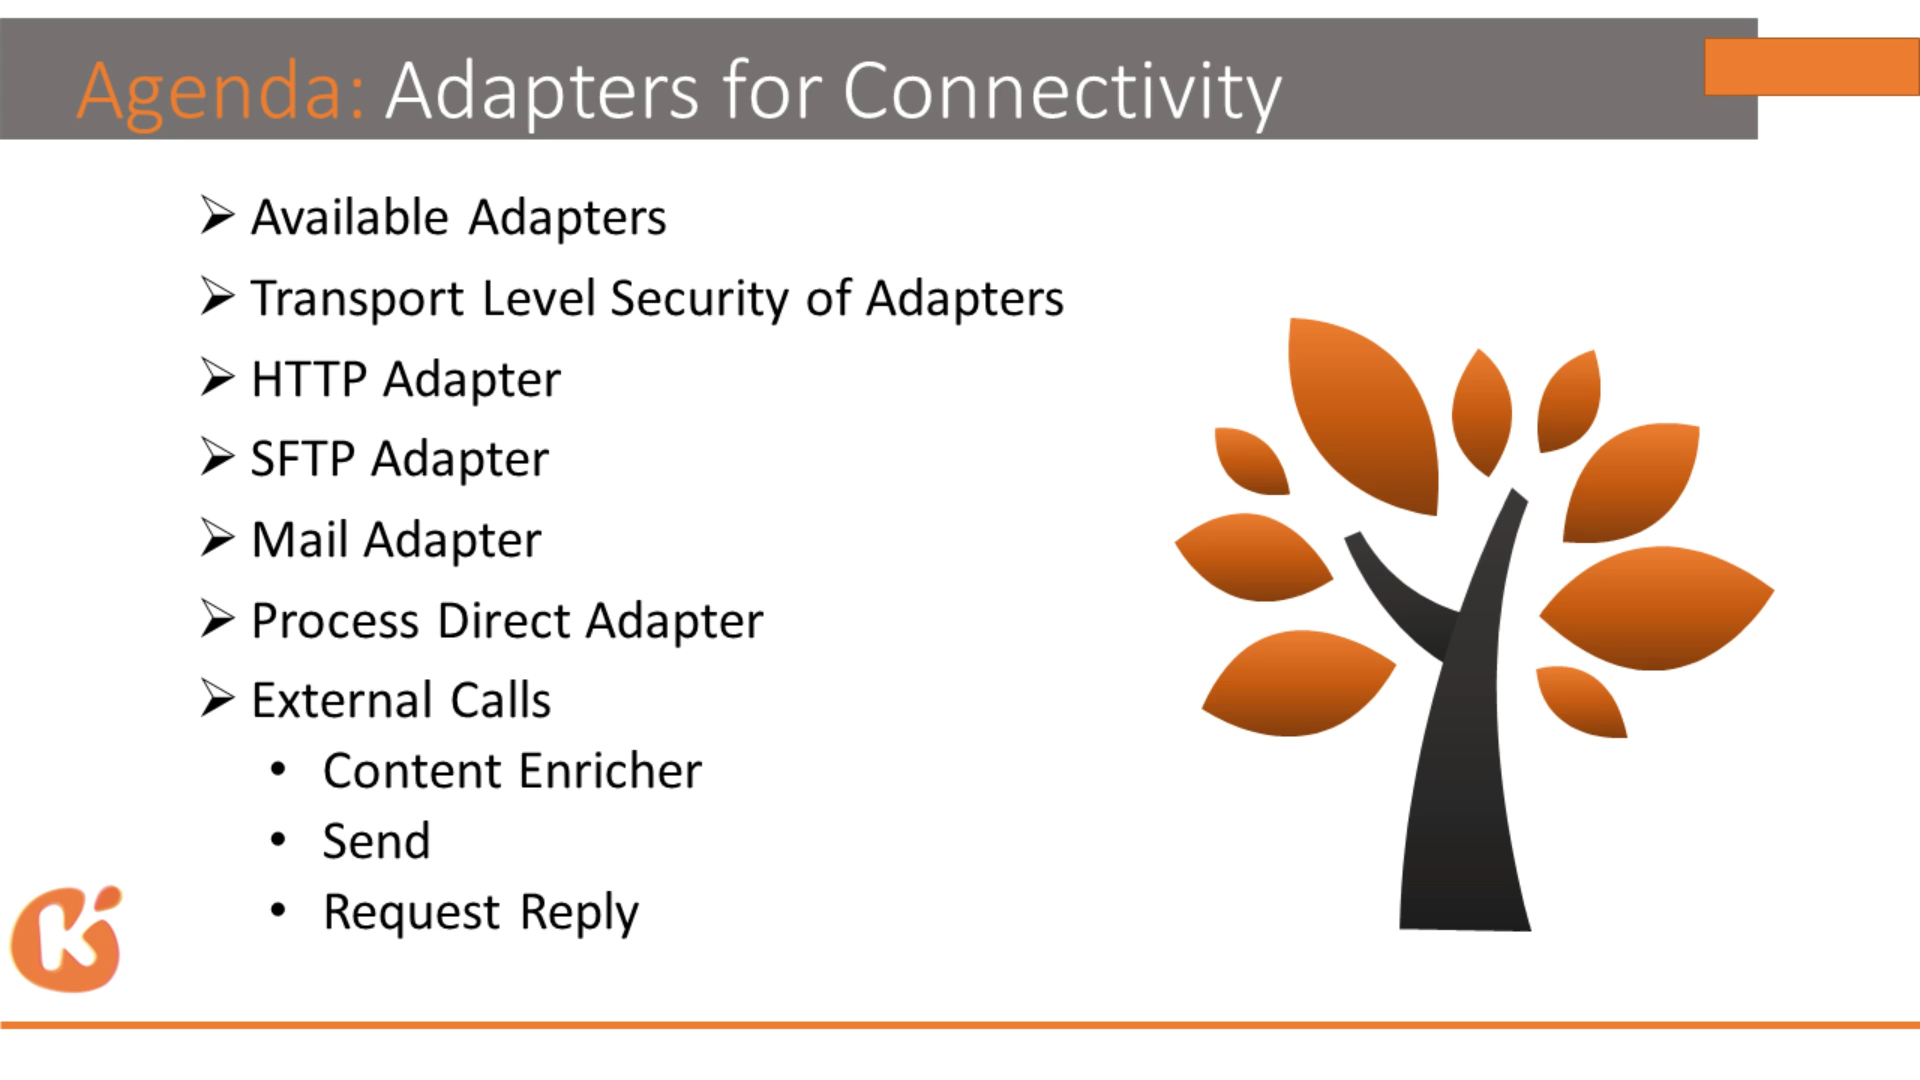 Agenda: Adapters for Connectivity
➢ Available Adapters
➢ Transport Level Security of Adapters
➢ HTTP Adapter
➢ SFTP Adapter
➢ Mail Adapter
➢ Process Direct Adapter
➢ External Calls
• Content Enricher
• Send
• Request Reply
K